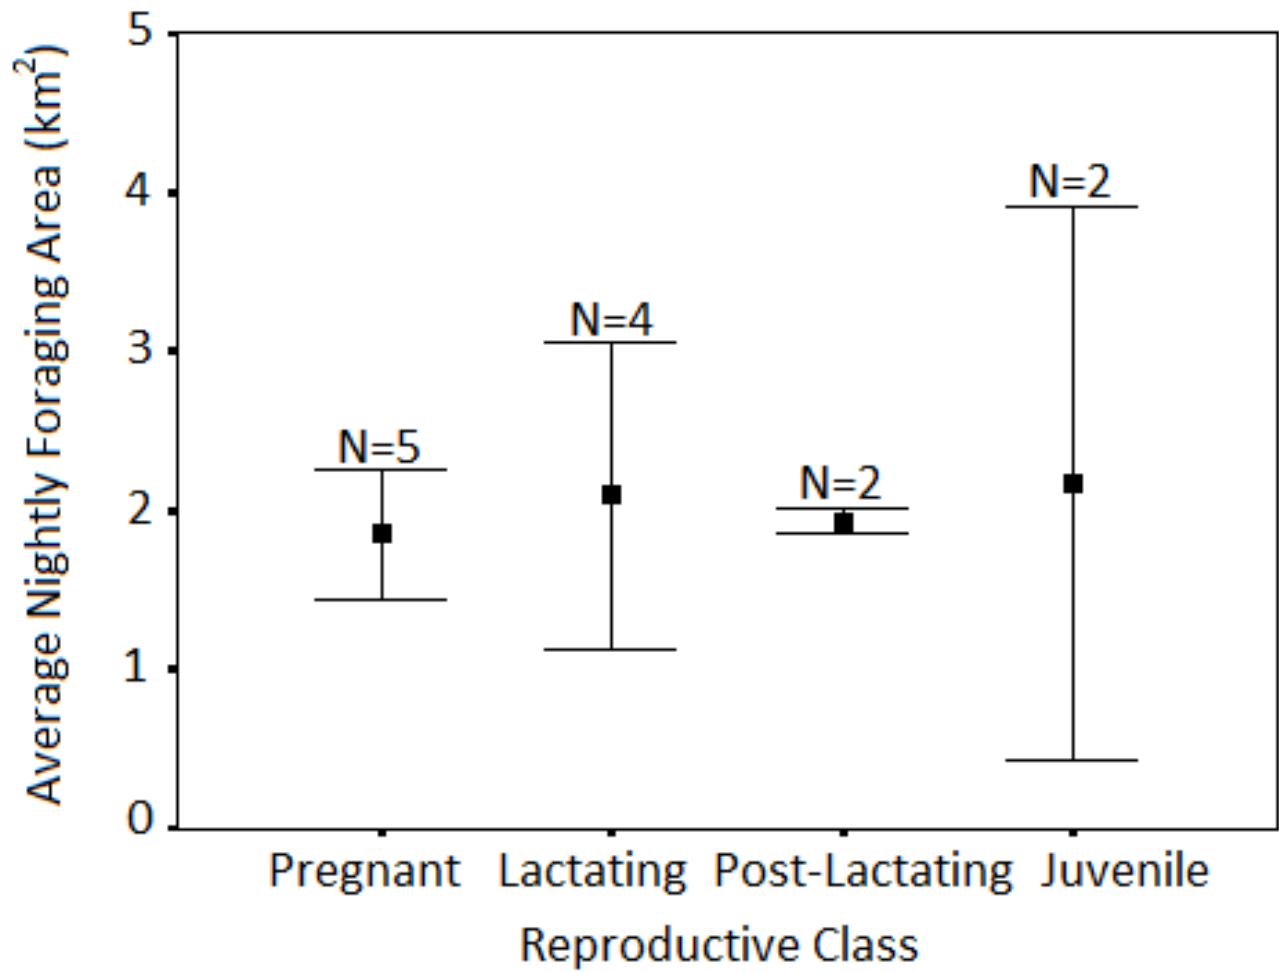 Average Nightly Foraging Area (km²)
5
4
3
2
1
0
N=5
N=4
N=2
N=2
Pregnant
Lactating
Post-Lactating
Juvenile
Reproductive Class